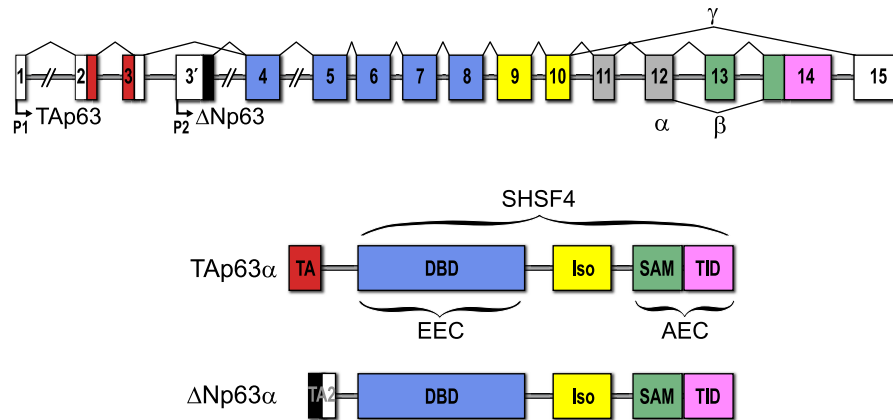 γ
1 2 3 3´ 4 5 6 7 8 9 10 11 12 13 14 15
P1 TAp63 P2 ΔNp63 α β
SHSF4
TAp63α TA DBD Iso SAM TID
EEC AEC
ΔNp63α TA2 DBD Iso SAM TID